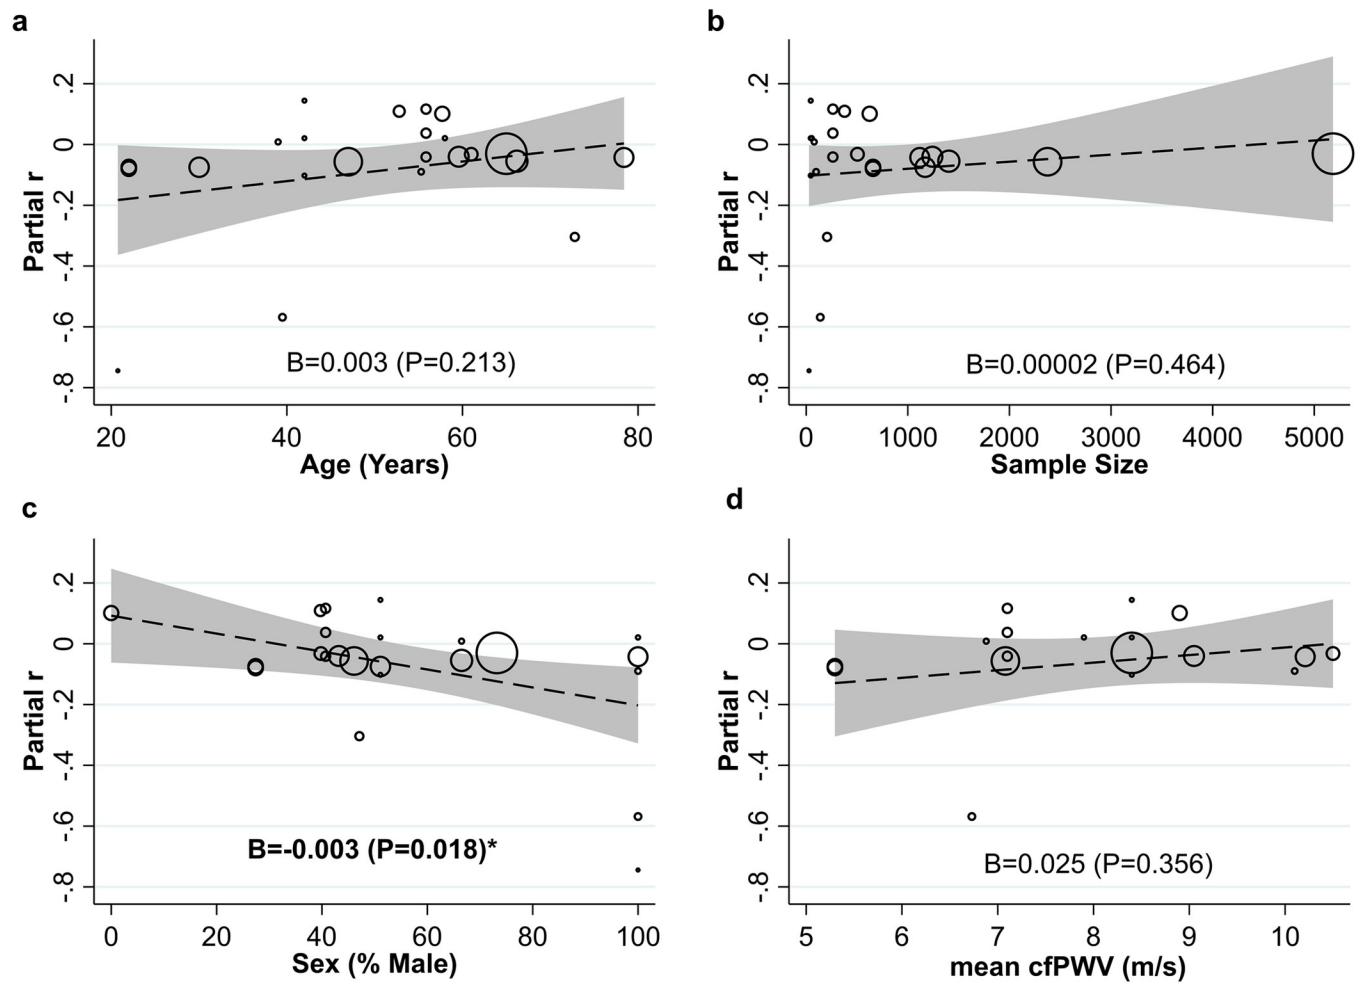 a
.2
0
-.2
-.4
-.6
-.8
Partial r
B=0.003 (P=0.213)
20 40 60 80
Age (Years)
b
.2
0
-.2
-.4
-.6
-.8
Partial r
B=0.00002 (P=0.464)
0 1000 2000 3000 4000 5000
Sample Size
c
.2
0
-.2
-.4
-.6
-.8
Partial r
B=-0.003 (P=0.018)*
0 20 40 60 80 100
Sex (% Male)
d
.2
0
-.2
-.4
-.6
-.8
Partial r
B=0.025 (P=0.356)
5 6 7 8 9 10
mean cfPWV (m/s)